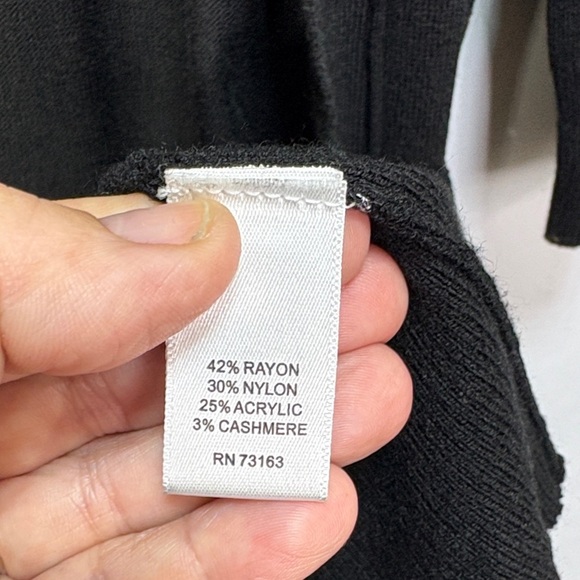 42% RAYON
30% NYLON
25% ACRYLIC
3% CASHMERE
RN 73163